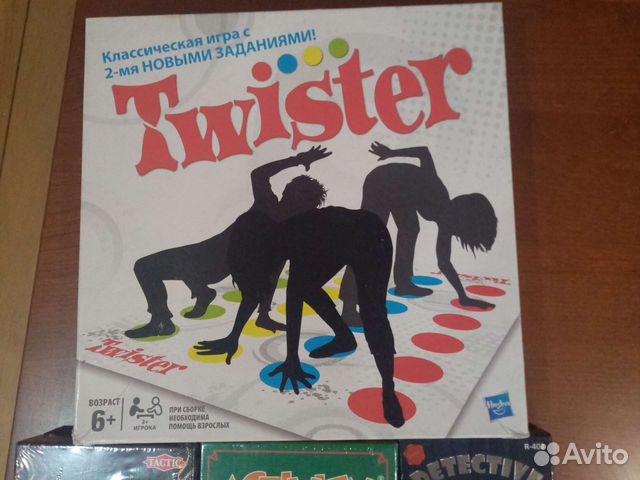 Классическая игра с
2-мя НОВЫМИ ЗАДАНИЯМИ!
Twister
Twister
ВОЗРАСТ
6+
2+
ИГРОКА
ПРИ СБОРКЕ
НЕОБХОДИМА
ПОМОЩЬ ВЗРОСЛЫХ
Hasbro
TACTIC
R-400
DETECTIVE
Avito